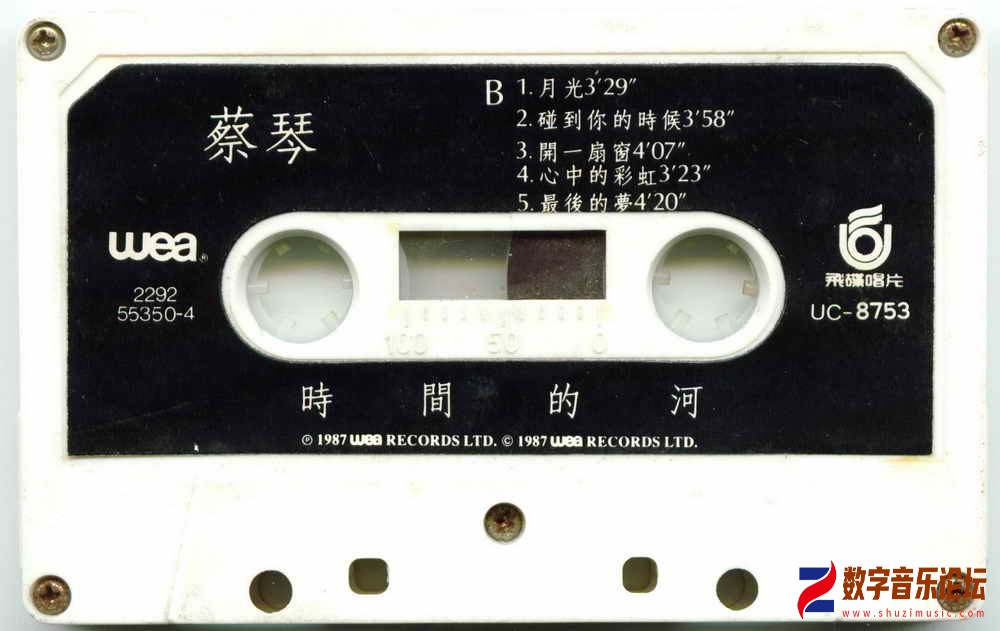 蔡琴
B 1. 月光3'29"
2. 碰到你的時候3'58"
3. 開一扇窗4'07"
4. 心中的彩虹3'23"
5. 最後的夢4'20"
wea®
2292
55350-4
飛碟唱片
UC-8753
100 50 0
時間的河
℗ 1987 wea RECORDS LTD. © 1987 wea RECORDS LTD.
数字音乐论坛
www.shuzimusic.com